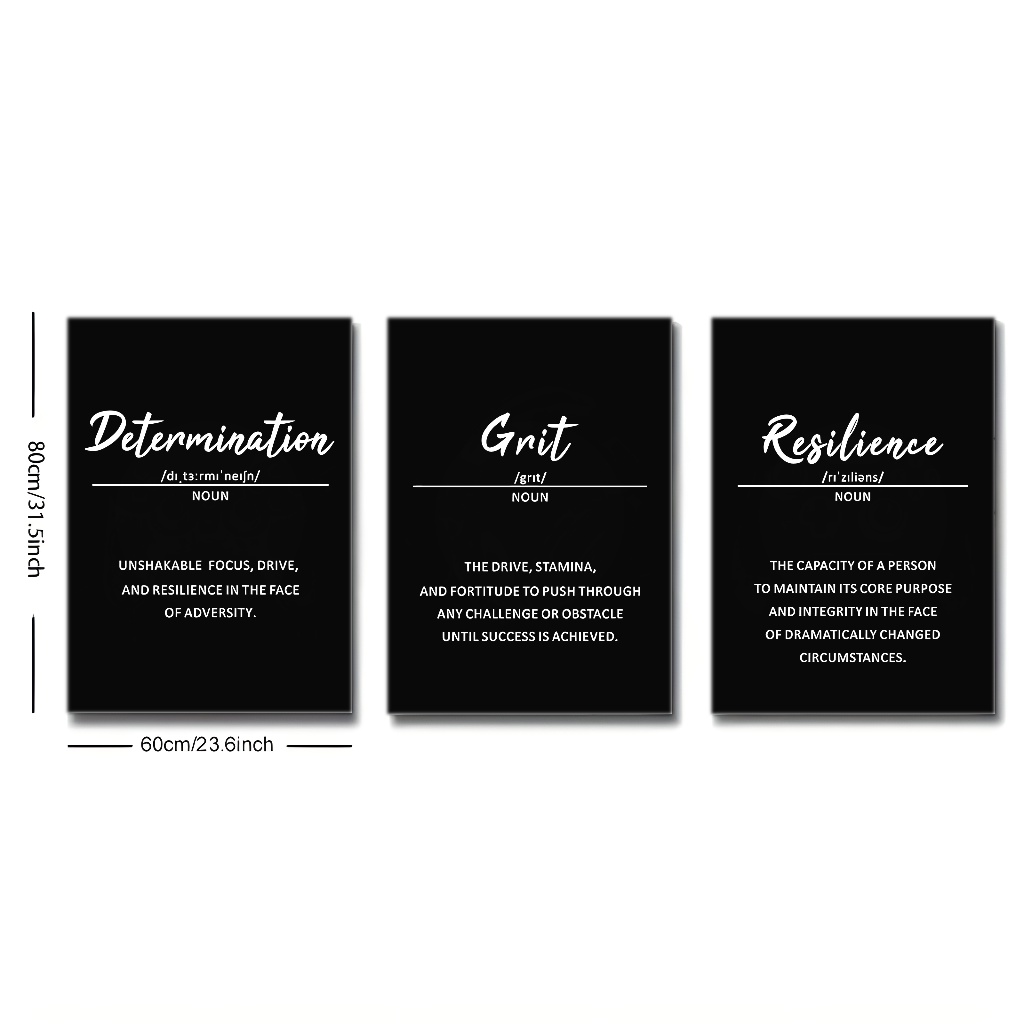 80cm/31.5inch
Determination
/dɪˌtɜːrmɪˈneɪʃn/
NOUN
UNSHAKABLE FOCUS, DRIVE,
AND RESILIENCE IN THE FACE
OF ADVERSITY.
60cm/23.6inch
Grit
/grɪt/
NOUN
THE DRIVE, STAMINA,
AND FORTITUDE TO PUSH THROUGH
ANY CHALLENGE OR OBSTACLE
UNTIL SUCCESS IS ACHIEVED.
Resilience
/rɪˈzɪliəns/
NOUN
THE CAPACITY OF A PERSON
TO MAINTAIN ITS CORE PURPOSE
AND INTEGRITY IN THE FACE
OF DRAMATICALLY CHANGED
CIRCUMSTANCES.